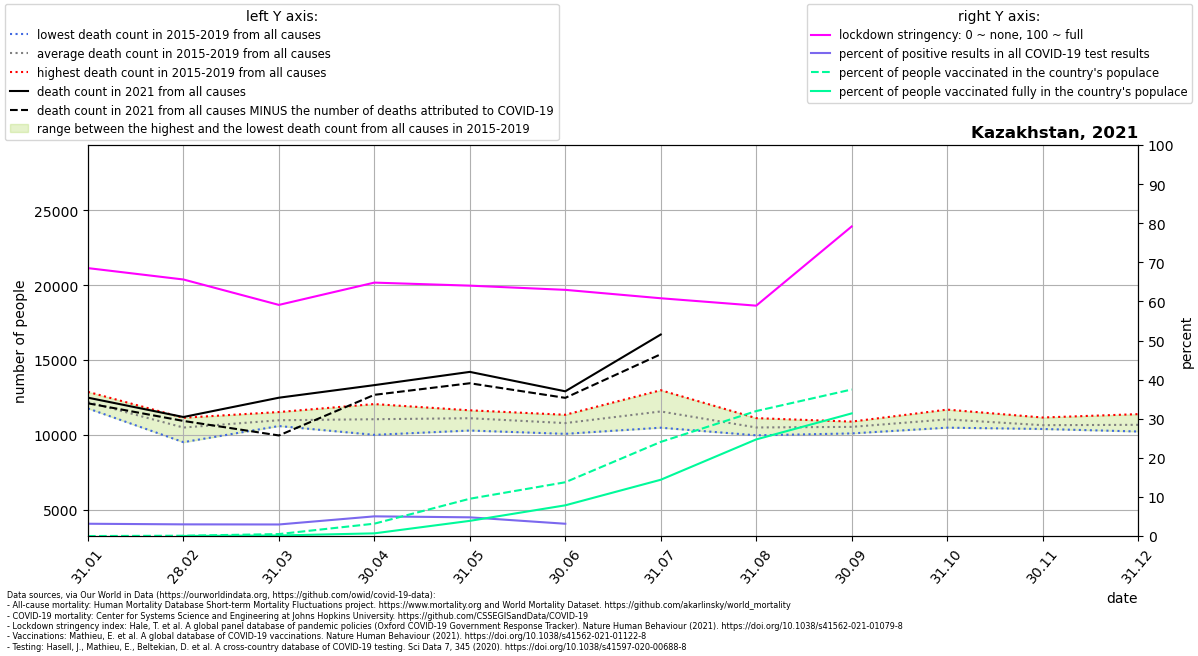 left Y axis:
lowest death count in 2015-2019 from all causes
average death count in 2015-2019 from all causes
highest death count in 2015-2019 from all causes
death count in 2021 from all causes
death count in 2021 from all causes MINUS the number of deaths attributed to COVID-19
range between the highest and the lowest death count from all causes in 2015-2019
right Y axis:
lockdown stringency: 0 ~ none, 100 ~ full
percent of positive results in all COVID-19 test results
percent of people vaccinated in the country's populace
percent of people vaccinated fully in the country's populace
Kazakhstan, 2021
number of people
25000
20000
15000
10000
5000
100
90
80
70
60
50
40
30
20
10
0
percent
31.01
28.02
31.03
30.04
31.05
30.06
31.07
31.08
30.09
31.10
30.11
31.12
date
Data sources, via Our World in Data (https://ourworldindata.org, https://github.com/owid/covid-19-data):
- All-cause mortality: Human Mortality Database Short-term Mortality Fluctuations project. https://www.mortality.org and World Mortality Dataset. https://github.com/akarlinsky/world_mortality
- COVID-19 mortality: Center for Systems Science and Engineering at Johns Hopkins University. https://github.com/CSSEGISandData/COVID-19
- Lockdown stringency index: Hale, T. et al. A global panel database of pandemic policies (Oxford COVID-19 Government Response Tracker). Nature Human Behaviour (2021). https://doi.org/10.1038/s41562-021-01079-8
- Vaccinations: Mathieu, E. et al. A global database of COVID-19 vaccinations. Nature Human Behaviour (2021). https://doi.org/10.1038/s41562-021-01122-8
- Testing: Hasell, J., Mathieu, E., Beltekian, D. et al. A cross-country database of COVID-19 testing. Sci Data 7, 345 (2020). https://doi.org/10.1038/s41597-020-00688-8